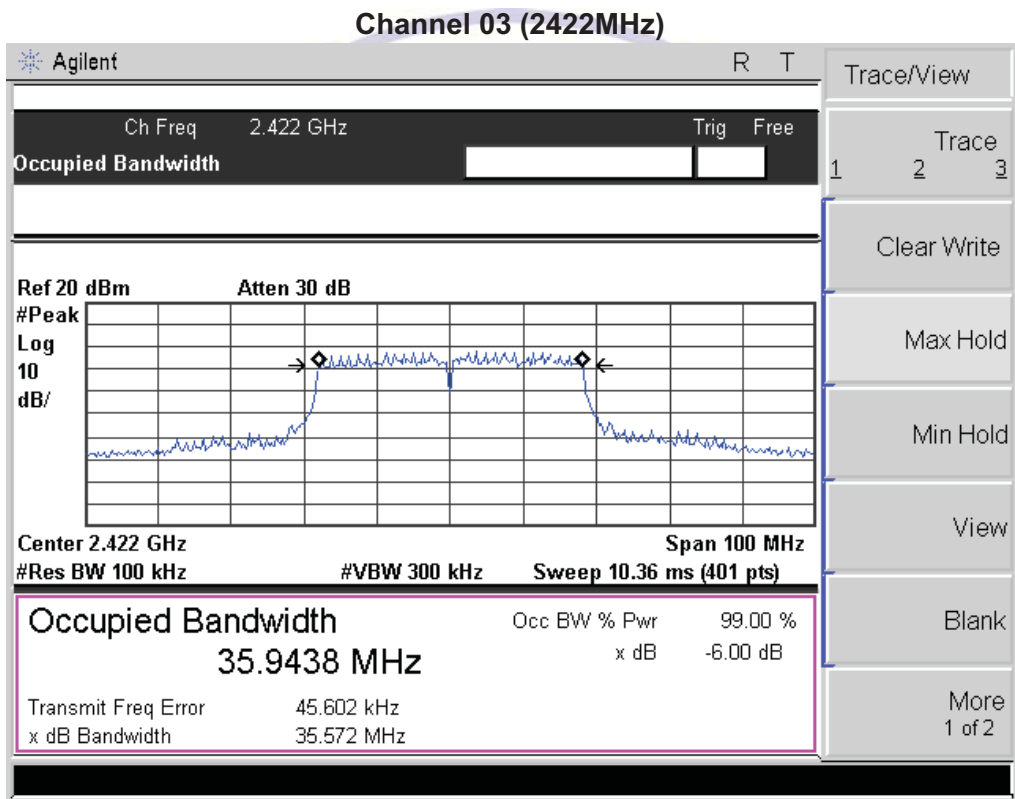 Channel 03 (2422MHz)
Agilent R T
Trace/View
Ch Freq 2.422 GHz Trig Free
Occupied Bandwidth
Trace
1 2 3
Clear Write
Ref 20 dBm Atten 30 dB
#Peak
Log
10
dB/
Max Hold
Min Hold
View
Center 2.422 GHz Span 100 MHz
#Res BW 100 kHz #VBW 300 kHz Sweep 10.36 ms (401 pts)
Occupied Bandwidth Occ BW % Pwr 99.00 %
35.9438 MHz x dB -6.00 dB
Blank
Transmit Freq Error 45.602 kHz
x dB Bandwidth 35.572 MHz
More
1 of 2